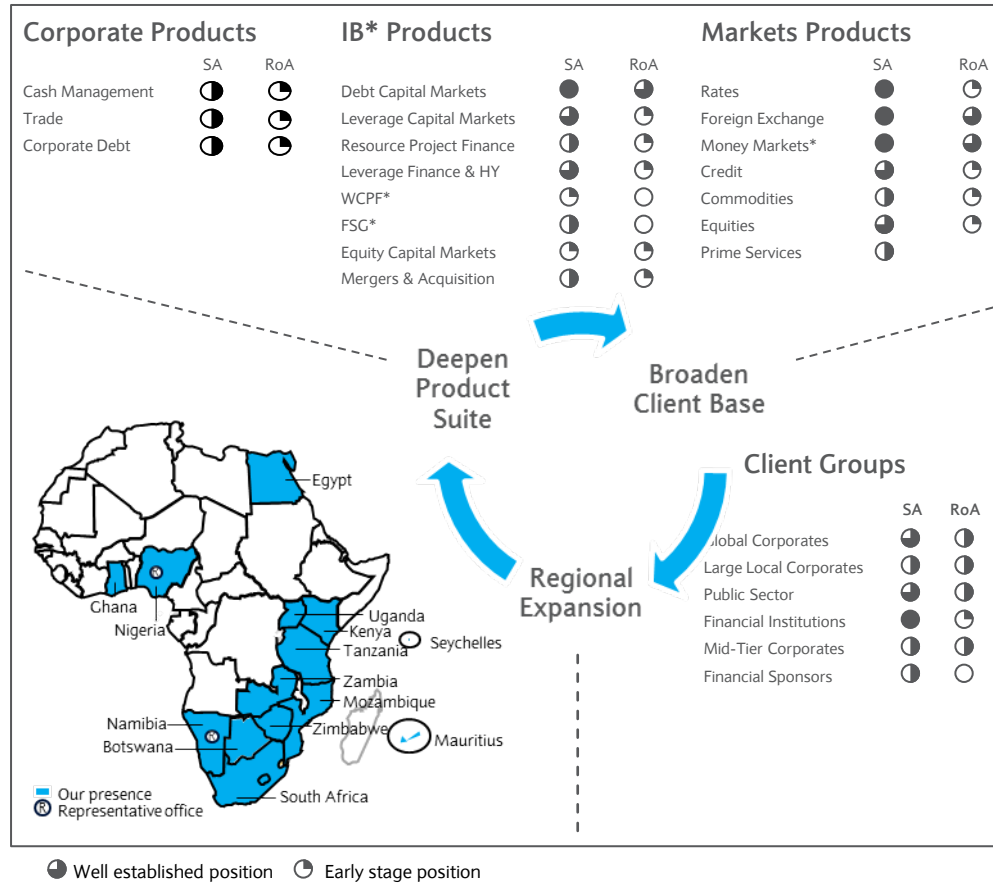 Corporate Products
SA RoA
Cash Management
Trade
Corporate Debt
IB* Products
SA RoA
Debt Capital Markets
Leverage Capital Markets
Resource Project Finance
Leverage Finance & HY
WCPF*
FSG*
Equity Capital Markets
Mergers & Acquisition
Markets Products
SA RoA
Rates
Foreign Exchange
Money Markets*
Credit
Commodities
Equities
Prime Services
Deepen
Product
Suite
Broaden
Client Base
Regional
Expansion
Client Groups
SA RoA
Global Corporates
Large Local Corporates
Public Sector
Financial Institutions
Mid-Tier Corporates
Financial Sponsors
Egypt
R
Ghana
Nigeria
Uganda
Kenya
Seychelles
Tanzania
Zambia
Mozambique
Namibia
R
Zimbabwe
Mauritius
Botswana
South Africa
Our presence
R Representative office
Well established position Early stage position